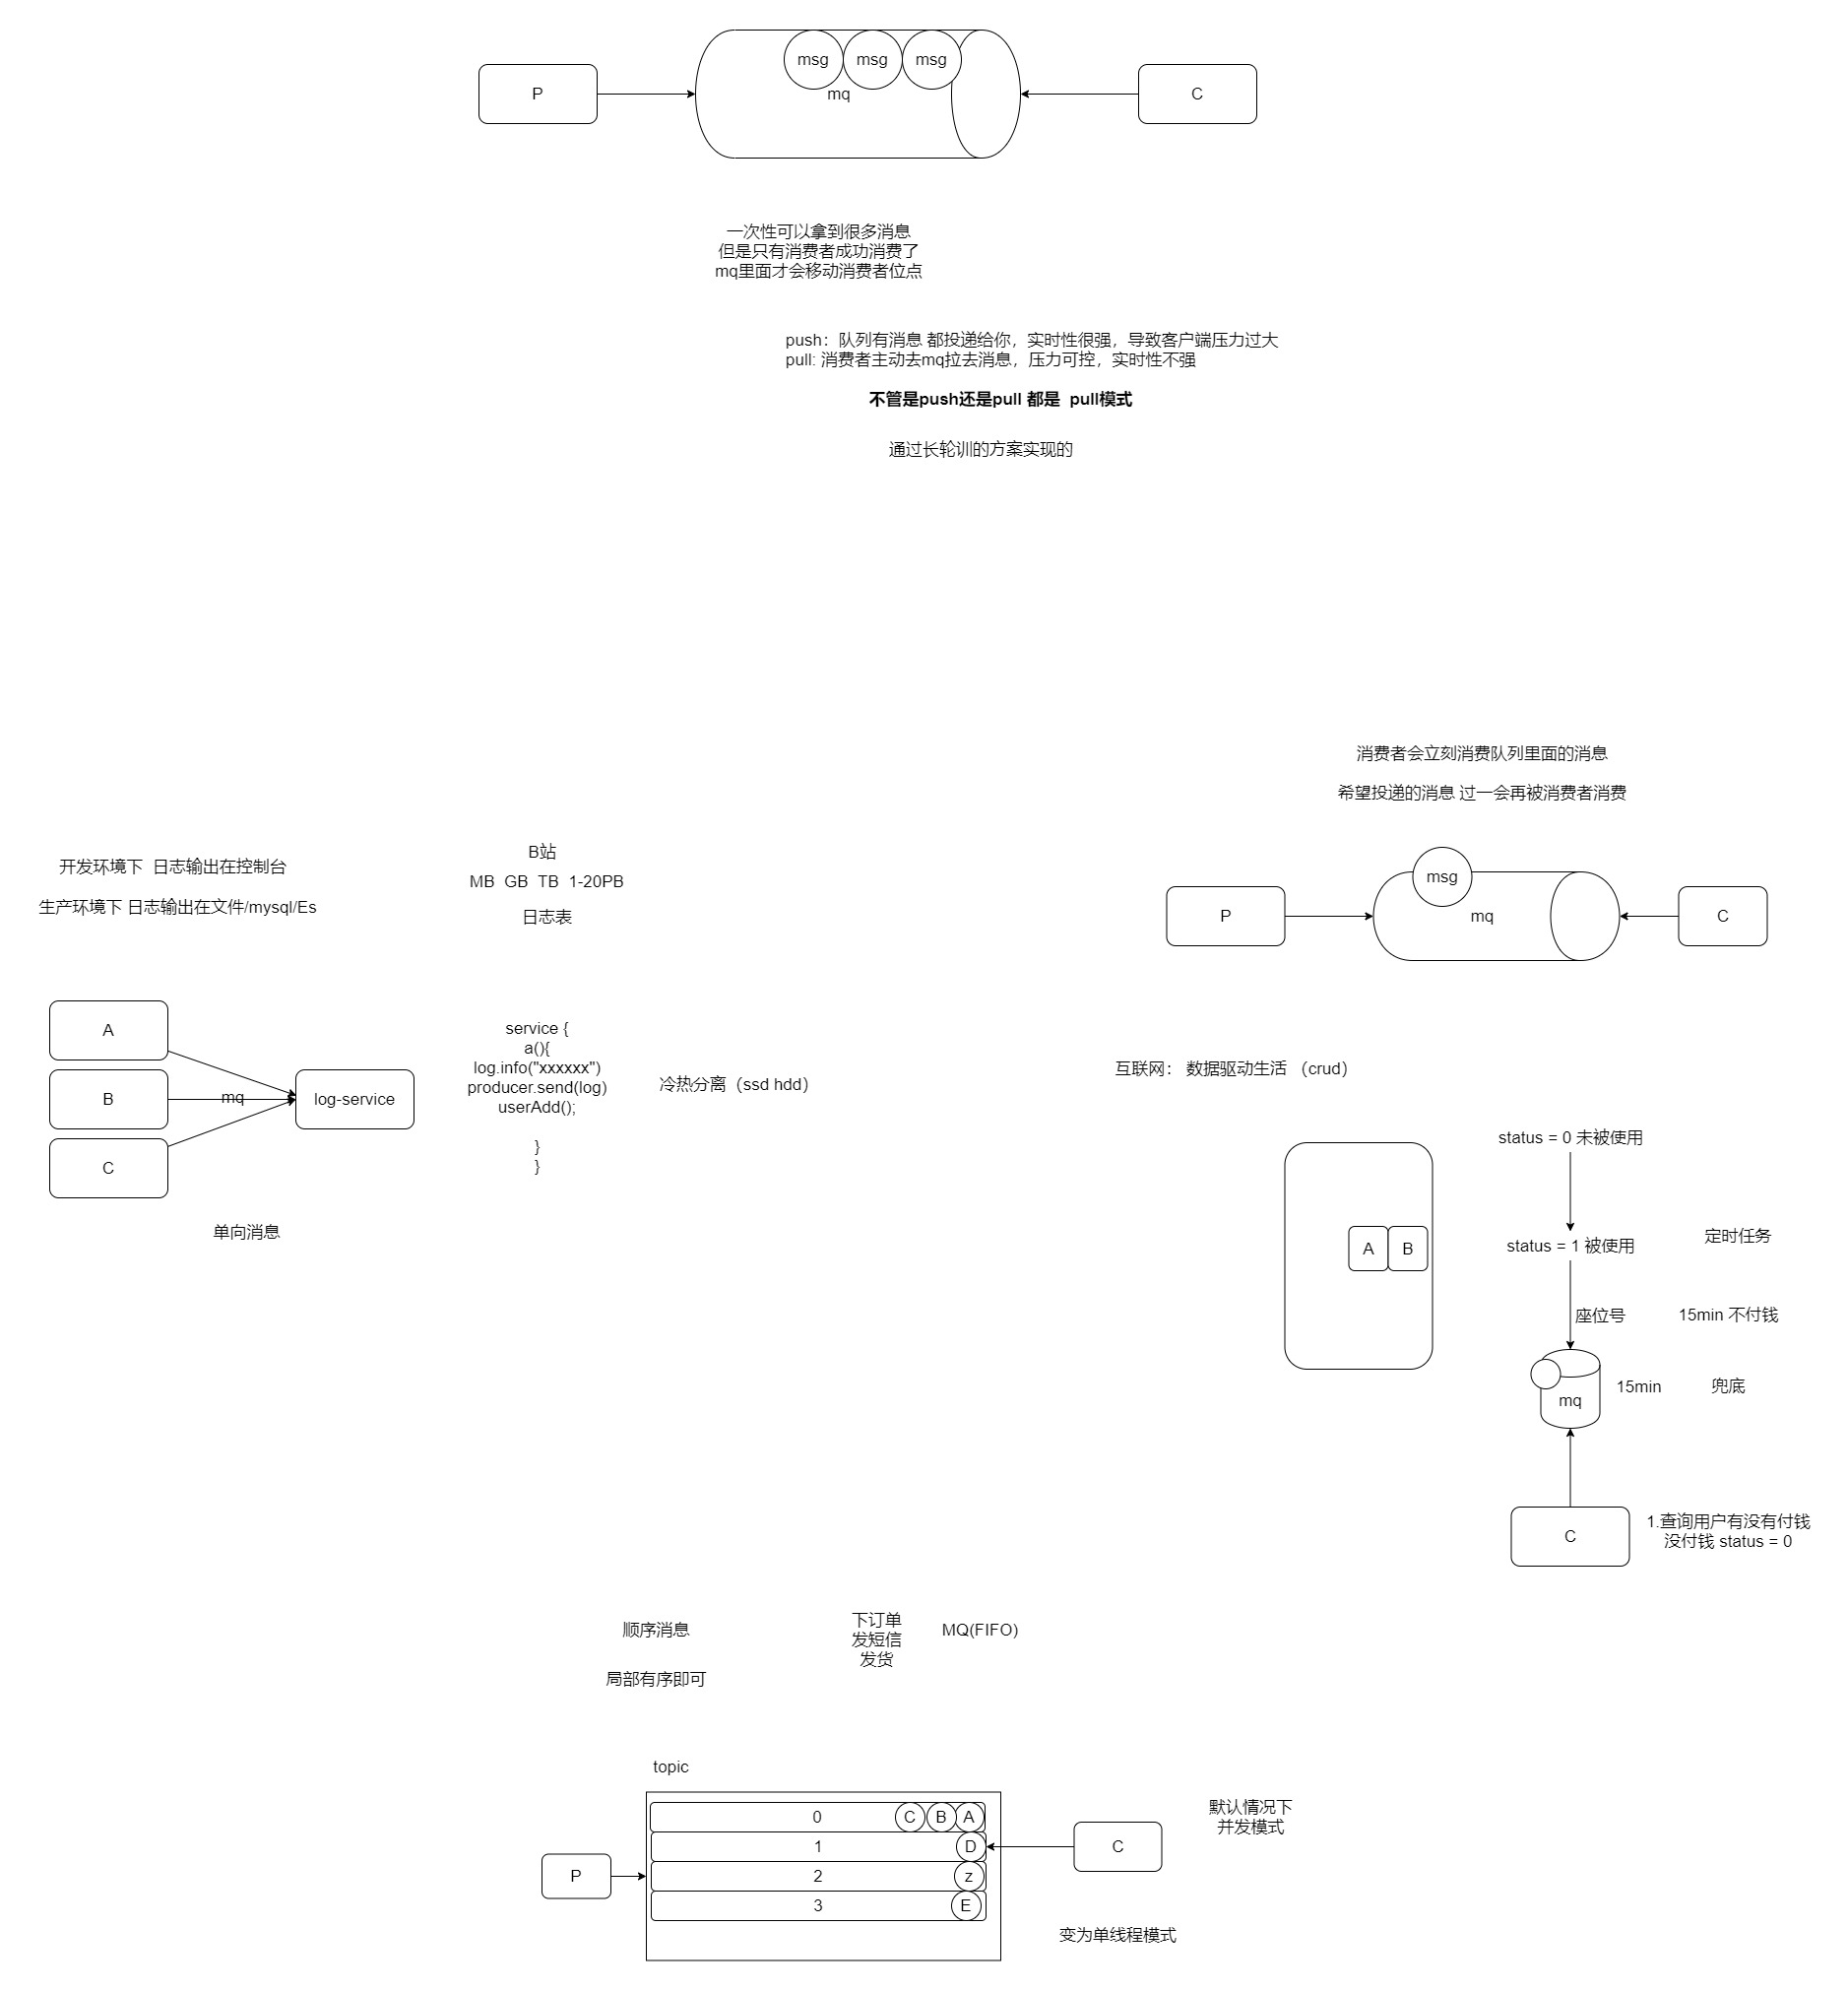 msg
msg
msg
P
mq
C
一次性可以拿到很多消息
但是只有消费者成功消费了
mq里面才会移动消费者位点
push：队列有消息 都投递给你，实时性很强，导致客户端压力过大
pull: 消费者主动去mq拉去消息，压力可控，实时性不强
不管是push还是pull 都是 pull模式
通过长轮训的方案实现的
消费者会立刻消费队列里面的消息
希望投递的消息 过一会再被消费者消费
msg
P
mq
C
开发环境下 日志输出在控制台
生产环境下 日志输出在文件/mysql/Es
B站
MB GB TB 1-20PB
日志表
A
B
C
mq
log-service
单向消息
service {
a(){
log.info("xxxxxx")
producer.send(log)
userAdd();
}
}
冷热分离（ssd hdd）
互联网： 数据驱动生活 （crud）
A
B
status = 0 未被使用
status = 1 被使用
定时任务
座位号
15min 不付钱
mq
15min
兜底
C
1.查询用户有没有付钱
没付钱 status = 0
顺序消息
局部有序即可
下订单
发短信
发货
MQ(FIFO)
topic
P
0
C
B
A
1
D
2
z
3
E
C
默认情况下
并发模式
变为单线程模式